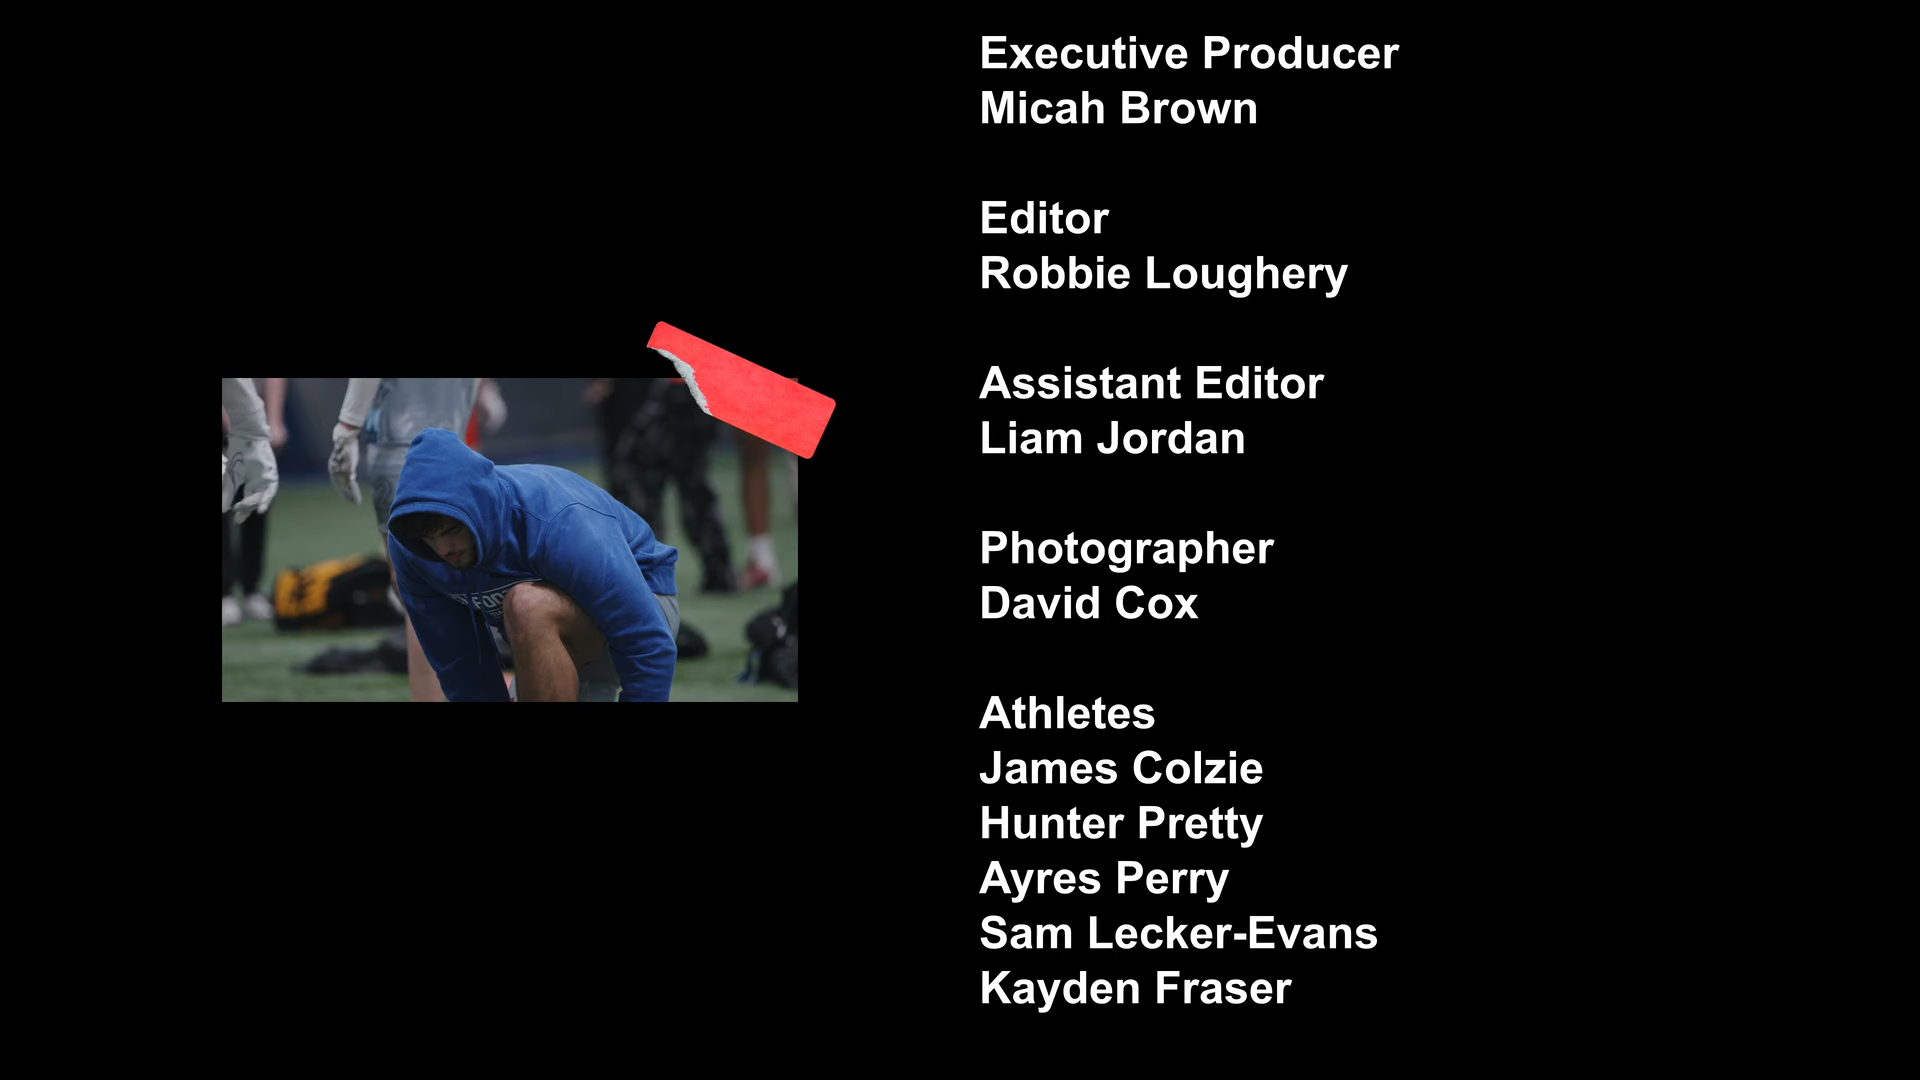 Executive Producer
Micah Brown
Editor
Robbie Loughery
Assistant Editor
Liam Jordan
Photographer
David Cox
Athletes
James Colzie
Hunter Pretty
Ayres Perry
Sam Lecker-Evans
Kayden Fraser